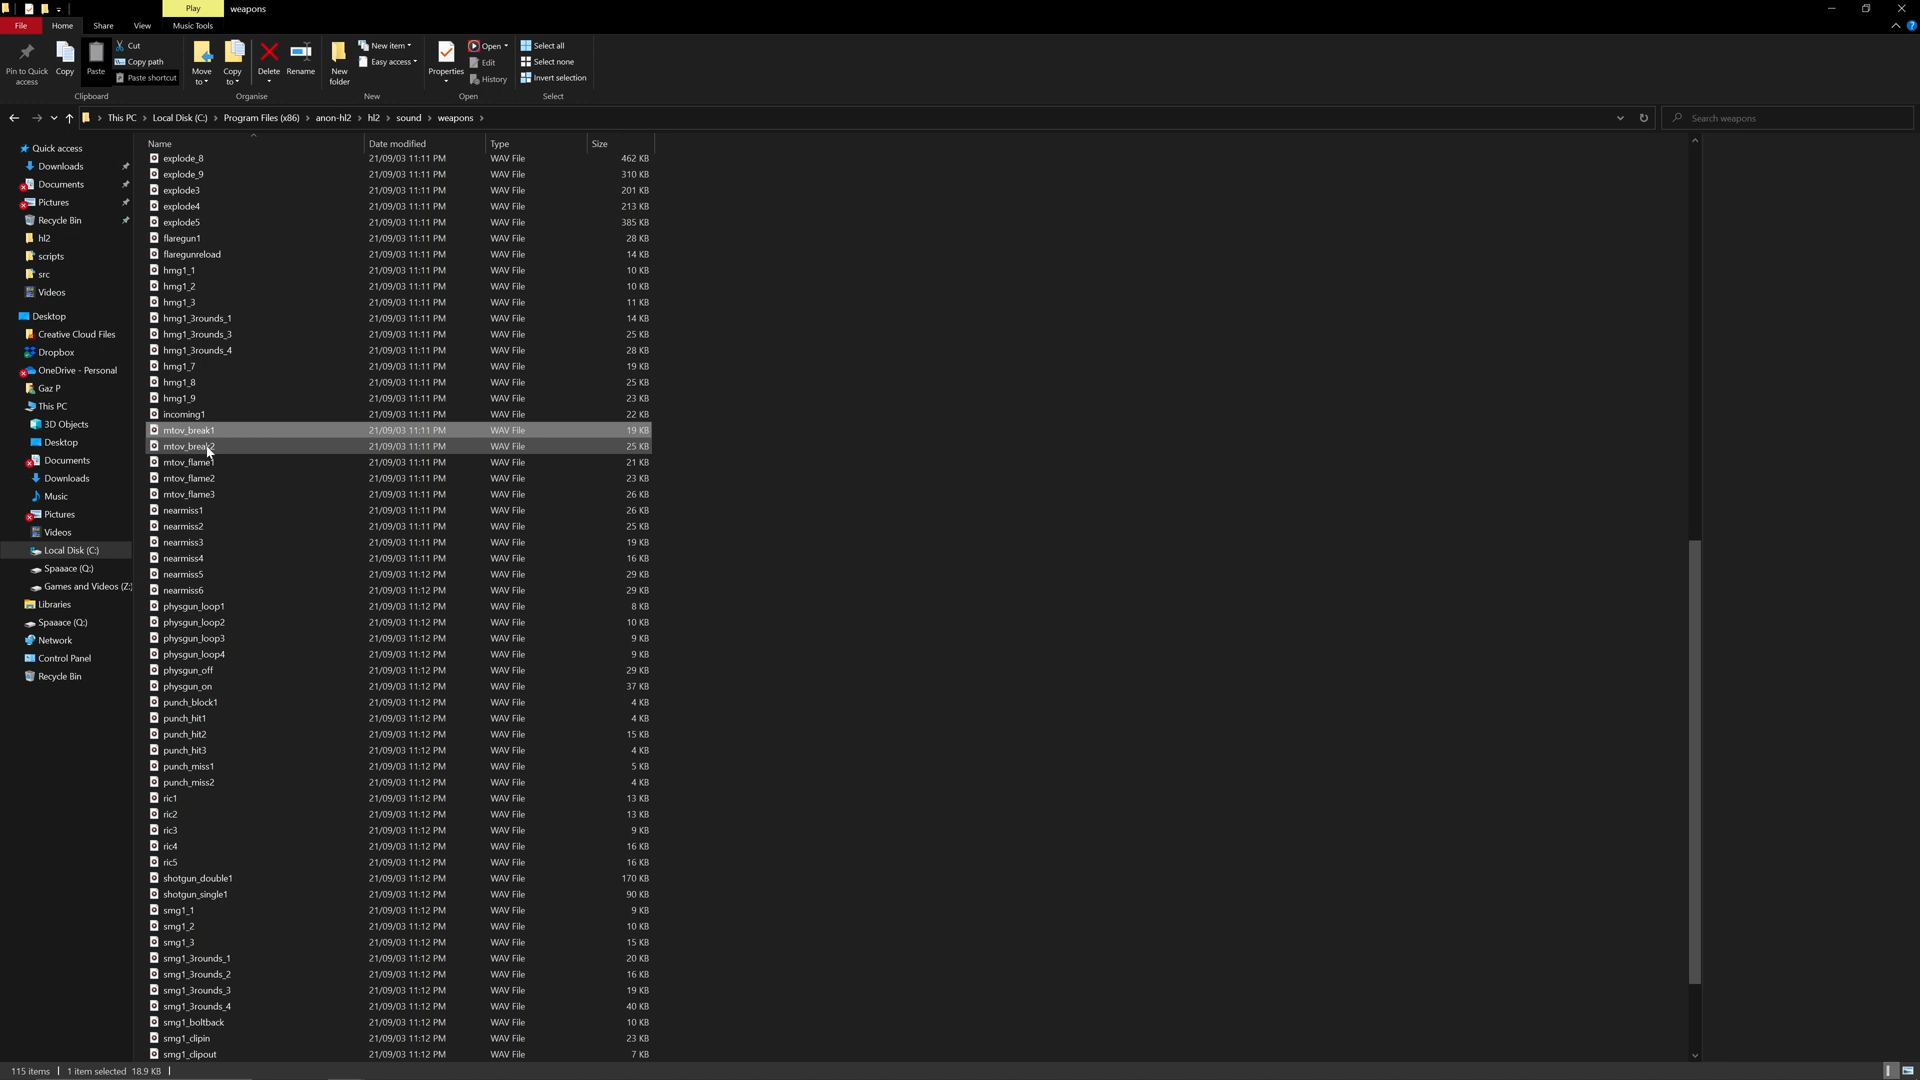 Play
weapons
File
Home
Share
View
Music Tools
Pin to Quick access
Copy
Paste
Cut
Copy path
Paste shortcut
Move to
Copy to
Delete
Rename
New folder
New item
Easy access
Properties
Open
Edit
History
Select all
Select none
Invert selection
Clipboard
Organise
New
Open
Select
This PC > Local Disk (C:) > Program Files (x86) > anon-hl2 > hl2 > sound > weapons >
Search weapons
Name Date modified Type Size
Quick access
Downloads
Documents
Pictures
Recycle Bin
hl2
scripts
src
Videos
Desktop
Creative Cloud Files
Dropbox
OneDrive - Personal
Gaz P
This PC
3D Objects
Desktop
Documents
Downloads
Music
Pictures
Videos
Local Disk (C:)
Spaaace (Q:)
Games and Videos (Z:)
Libraries
Spaaace (Q:)
Network
Control Panel
Recycle Bin
explode_8 21/09/03 11:11 PM WAV File 462 KB
explode_9 21/09/03 11:11 PM WAV File 310 KB
explode3 21/09/03 11:11 PM WAV File 201 KB
explode4 21/09/03 11:11 PM WAV File 213 KB
explode5 21/09/03 11:11 PM WAV File 385 KB
flaregun1 21/09/03 11:11 PM WAV File 28 KB
flaregunreload 21/09/03 11:11 PM WAV File 14 KB
hmg1_1 21/09/03 11:11 PM WAV File 10 KB
hmg1_2 21/09/03 11:11 PM WAV File 10 KB
hmg1_3 21/09/03 11:11 PM WAV File 11 KB
hmg1_3rounds_1 21/09/03 11:11 PM WAV File 14 KB
hmg1_3rounds_3 21/09/03 11:11 PM WAV File 25 KB
hmg1_3rounds_4 21/09/03 11:11 PM WAV File 28 KB
hmg1_7 21/09/03 11:11 PM WAV File 19 KB
hmg1_8 21/09/03 11:11 PM WAV File 25 KB
hmg1_9 21/09/03 11:11 PM WAV File 23 KB
incoming1 21/09/03 11:11 PM WAV File 22 KB
mtov_break1 21/09/03 11:11 PM WAV File 19 KB
mtov_break2 21/09/03 11:11 PM WAV File 25 KB
mtov_flame1 21/09/03 11:11 PM WAV File 21 KB
mtov_flame2 21/09/03 11:11 PM WAV File 23 KB
mtov_flame3 21/09/03 11:11 PM WAV File 26 KB
nearmiss1 21/09/03 11:11 PM WAV File 26 KB
nearmiss2 21/09/03 11:11 PM WAV File 25 KB
nearmiss3 21/09/03 11:11 PM WAV File 19 KB
nearmiss4 21/09/03 11:11 PM WAV File 16 KB
nearmiss5 21/09/03 11:12 PM WAV File 29 KB
nearmiss6 21/09/03 11:12 PM WAV File 29 KB
physgun_loop1 21/09/03 11:12 PM WAV File 8 KB
physgun_loop2 21/09/03 11:12 PM WAV File 10 KB
physgun_loop3 21/09/03 11:12 PM WAV File 9 KB
physgun_loop4 21/09/03 11:12 PM WAV File 9 KB
physgun_off 21/09/03 11:12 PM WAV File 29 KB
physgun_on 21/09/03 11:12 PM WAV File 37 KB
punch_block1 21/09/03 11:12 PM WAV File 4 KB
punch_hit1 21/09/03 11:12 PM WAV File 4 KB
punch_hit2 21/09/03 11:12 PM WAV File 15 KB
punch_hit3 21/09/03 11:12 PM WAV File 4 KB
punch_miss1 21/09/03 11:12 PM WAV File 5 KB
punch_miss2 21/09/03 11:12 PM WAV File 4 KB
ric1 21/09/03 11:12 PM WAV File 13 KB
ric2 21/09/03 11:12 PM WAV File 13 KB
ric3 21/09/03 11:12 PM WAV File 9 KB
ric4 21/09/03 11:12 PM WAV File 16 KB
ric5 21/09/03 11:12 PM WAV File 16 KB
shotgun_double1 21/09/03 11:12 PM WAV File 170 KB
shotgun_single1 21/09/03 11:12 PM WAV File 90 KB
smg1_1 21/09/03 11:12 PM WAV File 9 KB
smg1_2 21/09/03 11:12 PM WAV File 10 KB
smg1_3 21/09/03 11:12 PM WAV File 15 KB
smg1_3rounds_1 21/09/03 11:12 PM WAV File 20 KB
smg1_3rounds_2 21/09/03 11:12 PM WAV File 16 KB
smg1_3rounds_3 21/09/03 11:12 PM WAV File 19 KB
smg1_3rounds_4 21/09/03 11:12 PM WAV File 40 KB
smg1_boltback 21/09/03 11:12 PM WAV File 10 KB
smg1_clipin 21/09/03 11:12 PM WAV File 23 KB
smg1_clipout 21/09/03 11:12 PM WAV File 7 KB
115 items | 1 item selected 18.9 KB |